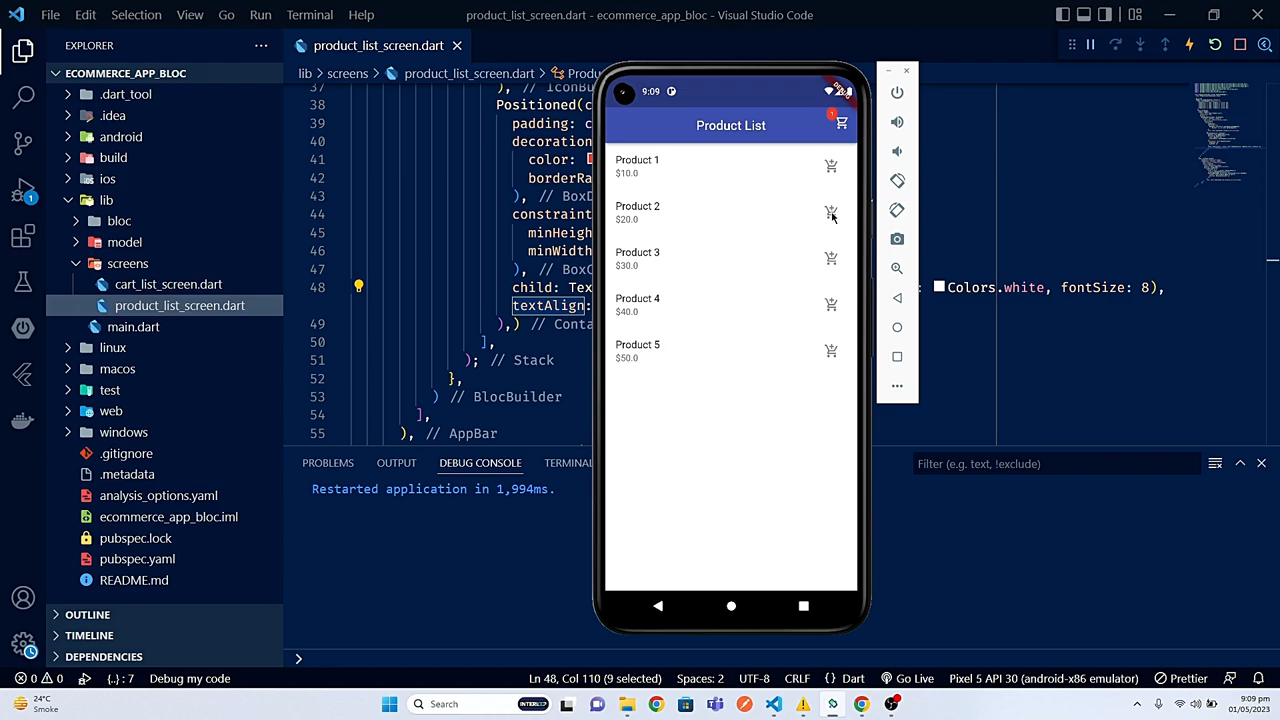 File Edit Selection View Go Run Terminal Help
product_list_screen.dart - ecommerce_app_bloc - Visual Studio Code
EXPLORER
ECOMMERCE_APP_BLOC
.dart_tool
.idea
android
build
ios
lib
bloc
model
screns
cart_list_screen.dart
product_list_screen.dart
main.dart
linux
macos
test
web
windows
.gitignore
.metadata
analysis_options.yaml
ecommerce_app_bloc.iml
pubspec.lock
pubspec.yaml
README.md
OUTLINE
TIMELINE
DEPENDENCIES
1
product_list_screen.dart
lib > screens > product_list_screen.dart >
37 ), // IconBu
38 Positioned(c
39 padding: c
40 decoration
41 color:
42 borderRa
43 ), // BoxD
44 constraint
45 minHeigh
46 minWidth
47 ), // BoxC
48 child: Tex : Colors.white, fontSize: 8),
textAlign:
49 ),) // Conta
50 ],
51 ); // Stack
52 },
53 ) // BlocBuilder
54 ],
55 ), // AppBar
9:09
DEBUG
Product List
1
Product 1
$10.0
Product 2
$20.0
Product 3
$30.0
Product 4
$40.0
Product 5
$50.0
PROBLEMS OUTPUT DEBUG CONSOLE TERMINAL
Filter (e.g. text, !exclude)
Restarted application in 1,994ms.
0 0 {..} : 7 Debug my code
Ln 48, Col 110 (9 selected) Spaces: 2 UTF-8 CRLF {} Dart Go Live Pixel 5 API 30 (android-x86 emulator) Prettier
24°C
Smoke
Search
9:09 pm
01/05/2023